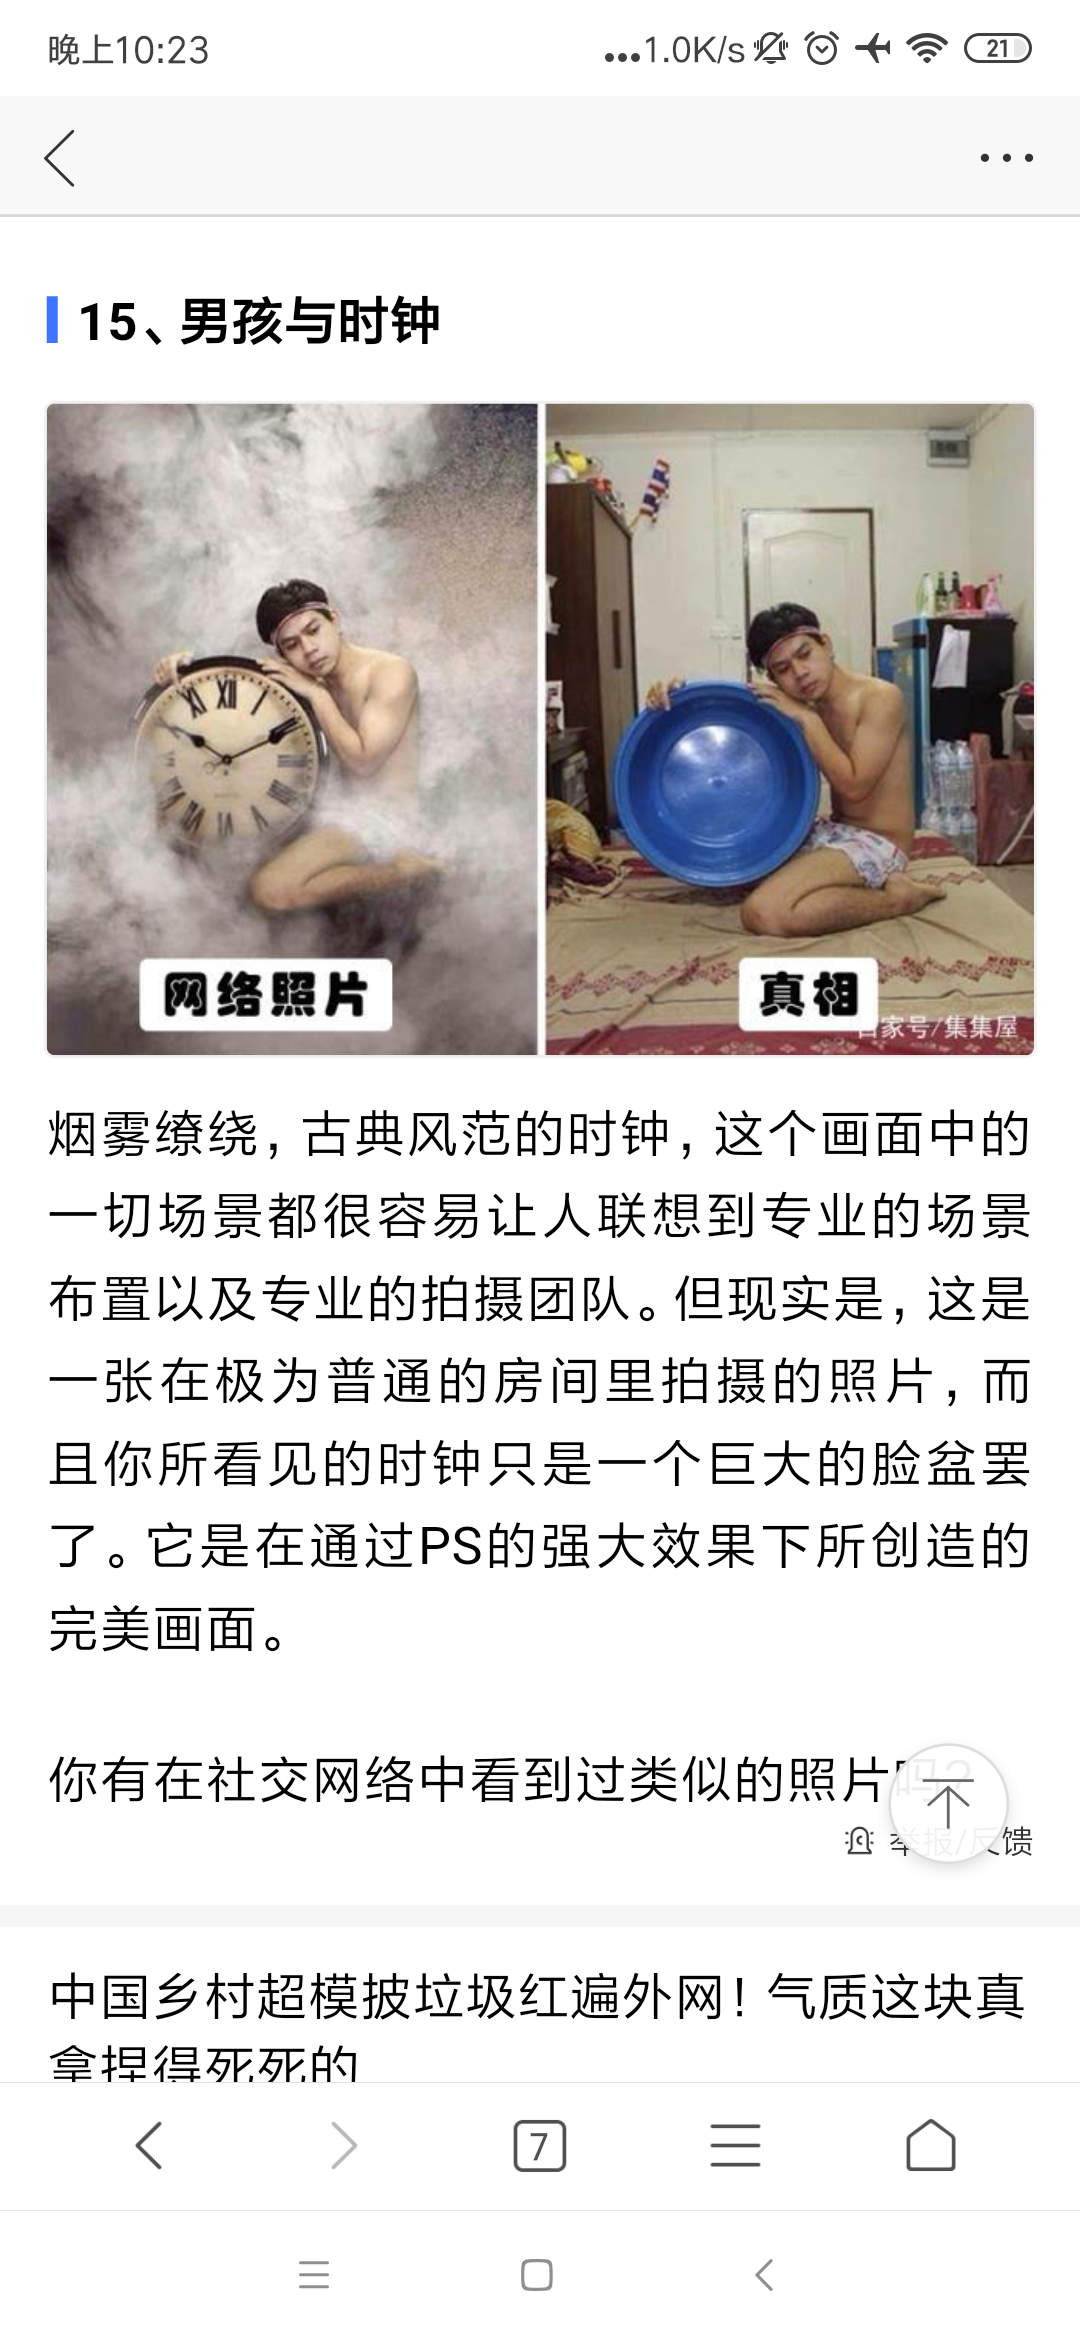 晚上10:23
...1.0K/s
21
15、男孩与时钟
XI XII I
网络照片
真相
百家号/集集屋
烟雾缭绕，古典风范的时钟，这个画面中的
一切场景都很容易让人联想到专业的场景
布置以及专业的拍摄团队。但现实是，这是
一张在极为普通的房间里拍摄的照片，而
且你所看见的时钟只是一个巨大的脸盆罢
了。它是在通过PS的强大效果下所创造的
完美画面。
你有在社交网络中看到过类似的照片吗？
举报/反馈
中国乡村超模披垃圾红遍外网！气质这块真
拿捏得死死的
7